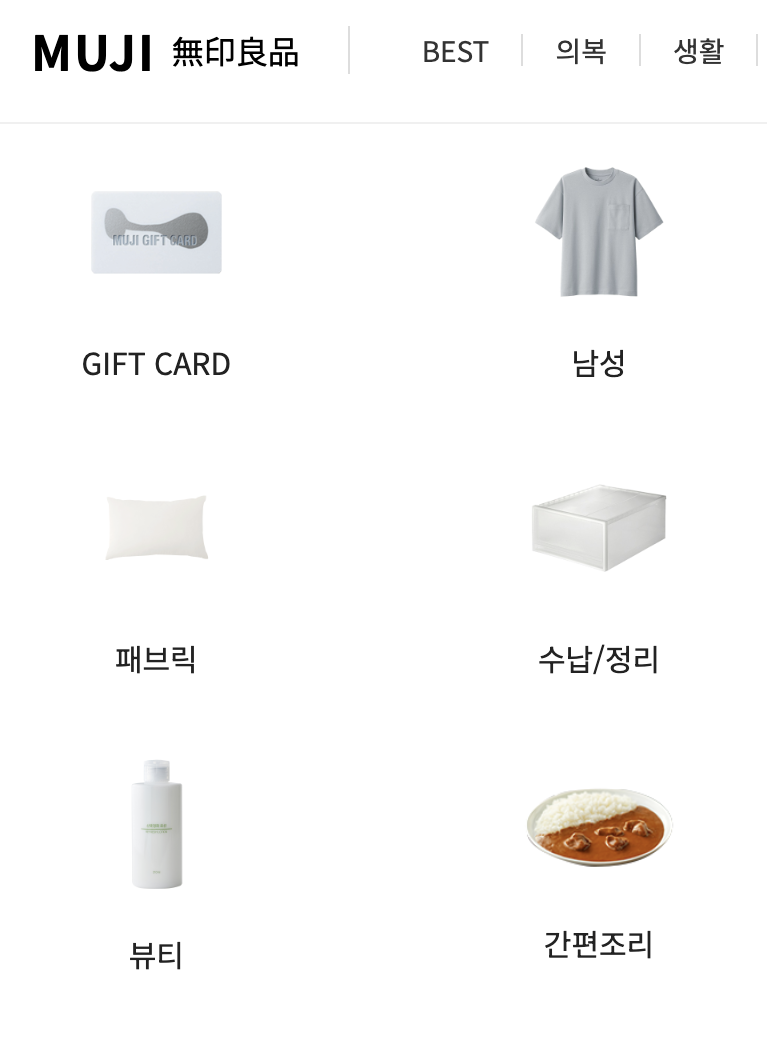 MUJI 無印良品
BEST 의복 생활
MUJI GIFT CARD
GIFT CARD 남성
패브릭 수납/정리
뷰티 간편조리